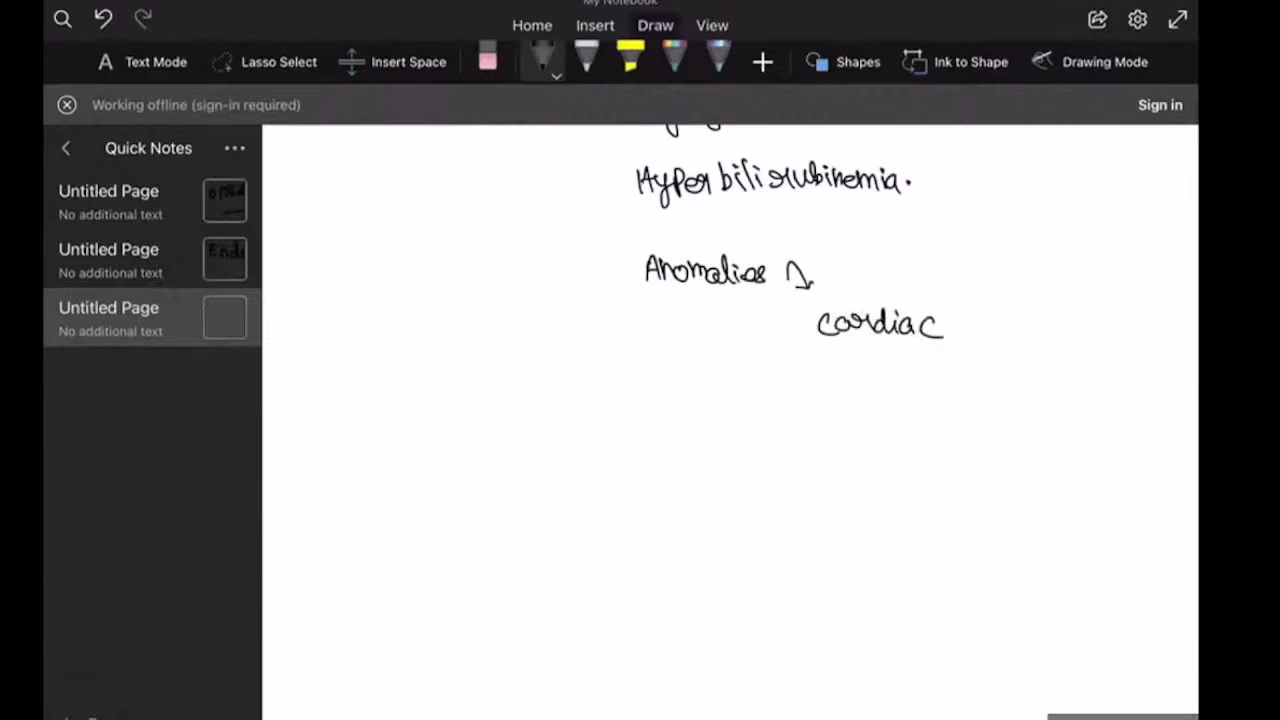 My Notebook
Home Insert Draw View
Text Mode Lasso Select Insert Space Shapes Ink to Shape Drawing Mode
Working offline (sign-in required) Sign in
Quick Notes
Untitled Page
No additional text
Untitled Page
No additional text
Untitled Page
No additional text
Hyperbilirubinemia.
Anomalies
cardiac